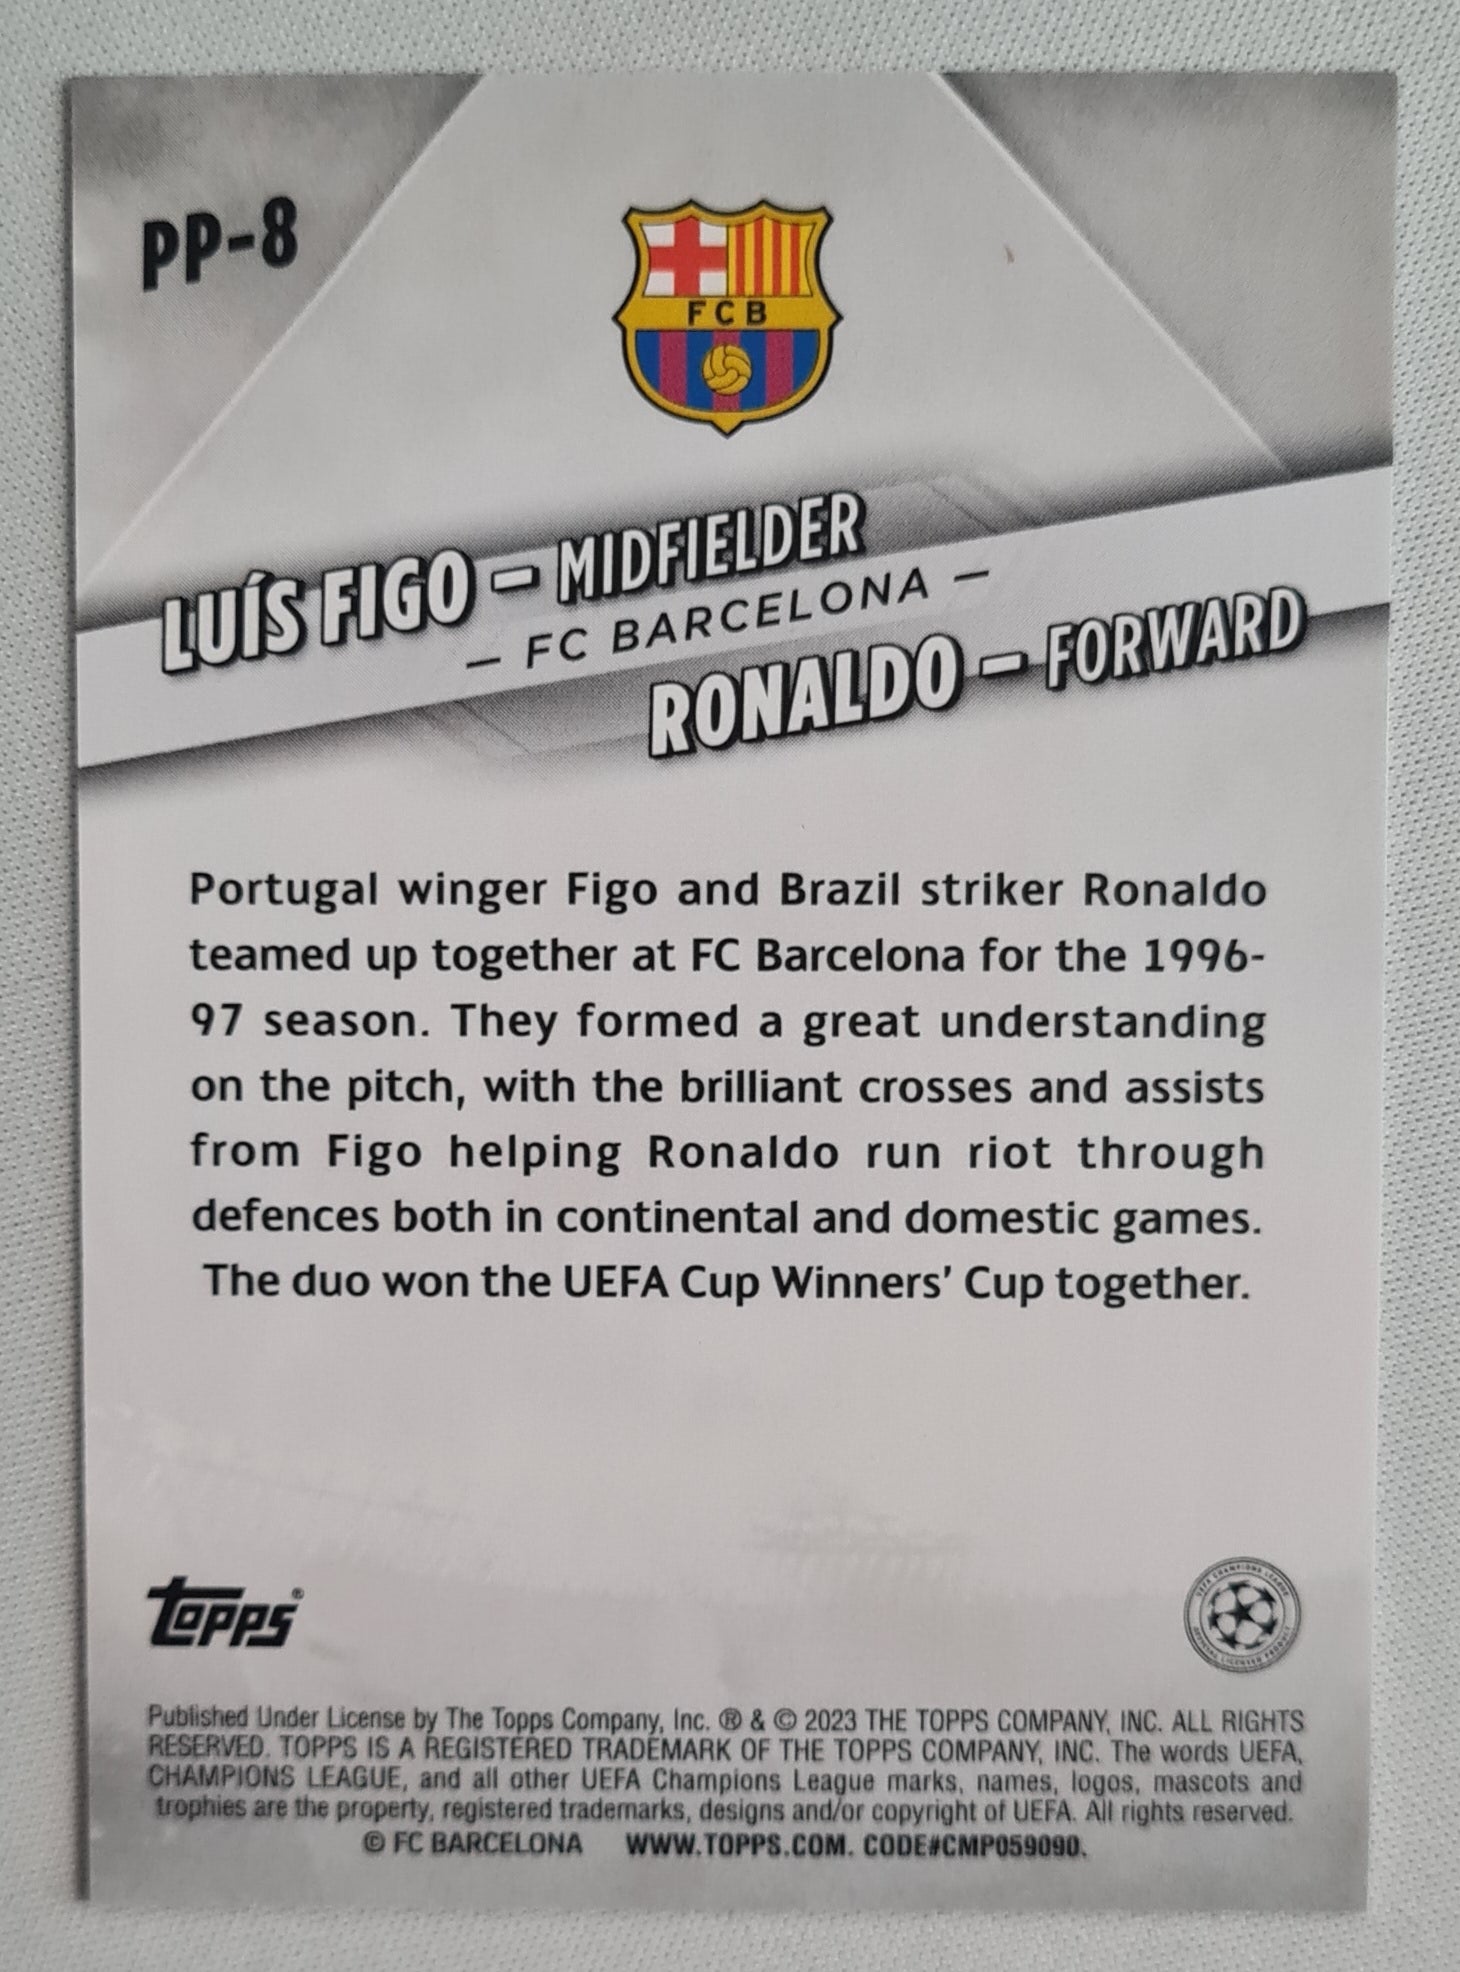 PP-8
FCB
LUÍS FIGO – MIDFIELDER
– FC BARCELONA –
RONALDO – FORWARD
Portugal winger Figo and Brazil striker Ronaldo
teamed up together at FC Barcelona for the 1996-
97 season. They formed a great understanding
on the pitch, with the brilliant crosses and assists
from Figo helping Ronaldo run riot through
defences both in continental and domestic games.
The duo won the UEFA Cup Winners’ Cup together.
TOPPS®
UEFA CHAMPIONS LEAGUE
OFFICIAL LICENSED PRODUCT
Published Under License by The Topps Company, Inc. ® & © 2023 THE TOPPS COMPANY, INC. ALL RIGHTS
RESERVED. TOPPS IS A REGISTERED TRADEMARK OF THE TOPPS COMPANY, INC. The words UEFA,
CHAMPIONS LEAGUE, and all other UEFA Champions League marks, names, logos, mascots and
trophies are the property, registered trademarks, designs and/or copyright of UEFA. All rights reserved.
© FC BARCELONA WWW.TOPPS.COM. CODE#CMP059090.